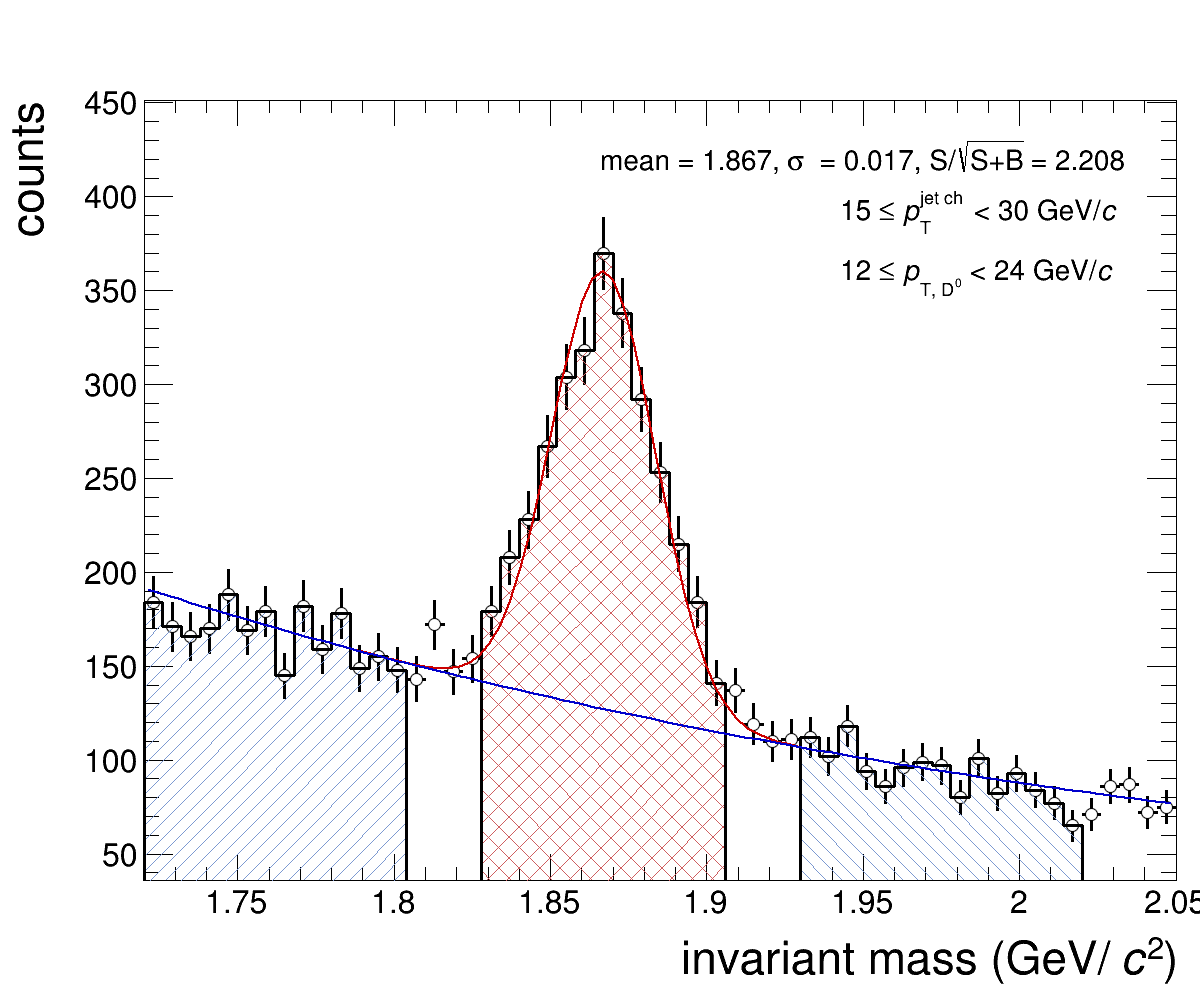 counts
450
400
350
300
250
200
150
100
50
mean = 1.867, σ = 0.017, S/√S+B = 2.208
15 ≤ p_T^{jet ch} < 30 GeV/c
12 ≤ p_{T, D⁰} < 24 GeV/c
1.75 1.8 1.85 1.9 1.95 2 2.05
invariant mass (GeV/ c²)